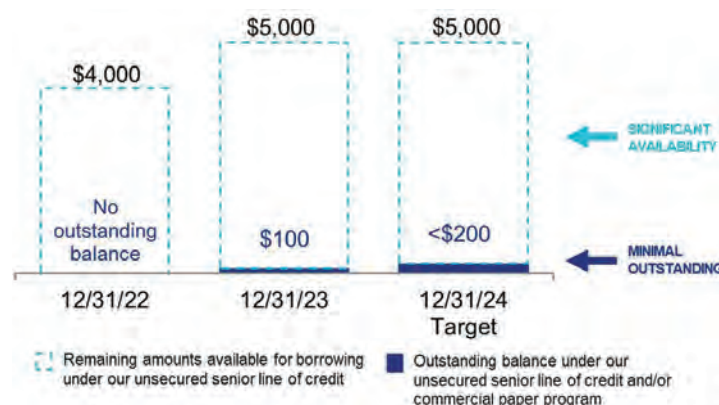 $4,000
$5,000
$5,000
SIGNIFICANT
AVAILABILITY
No
outstanding
balance
$100
<$200
MINIMAL
OUTSTANDING
12/31/22
12/31/23
12/31/24
Target
Remaining amounts available for borrowing
under our unsecured senior line of credit
Outstanding balance under our
unsecured senior line of credit and/or
commercial paper program